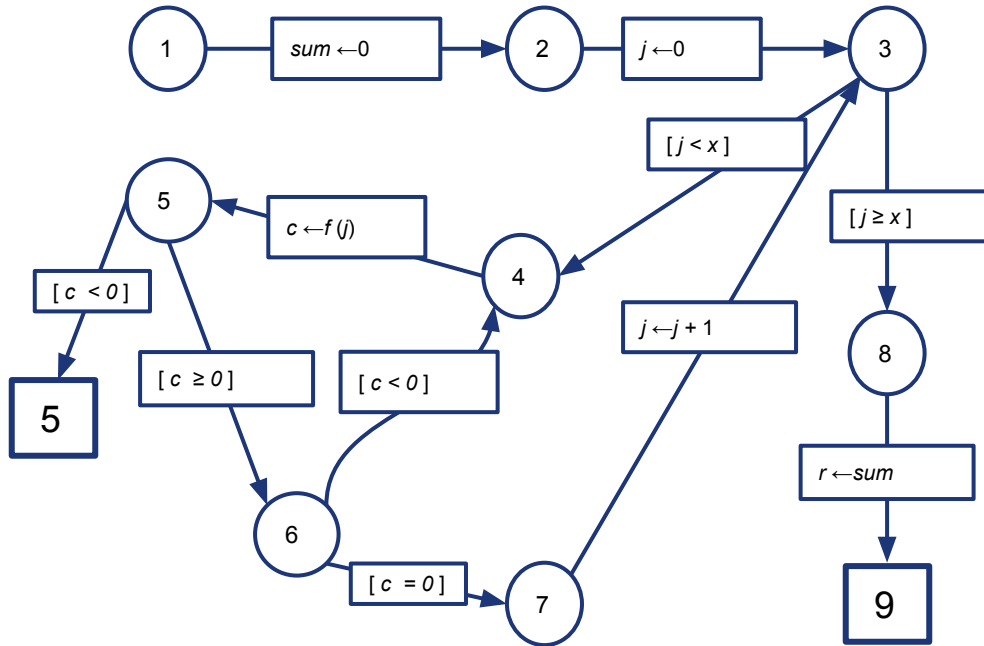 1
sum ←0
2
j ←0
3
[ j < x ]
5
c ←f (j)
[ j ≥ x ]
4
[ c < 0 ]
j ←j + 1
8
[ c ≥ 0 ]
[ c < 0 ]
5
r ←sum
6
[ c = 0 ]
7
9